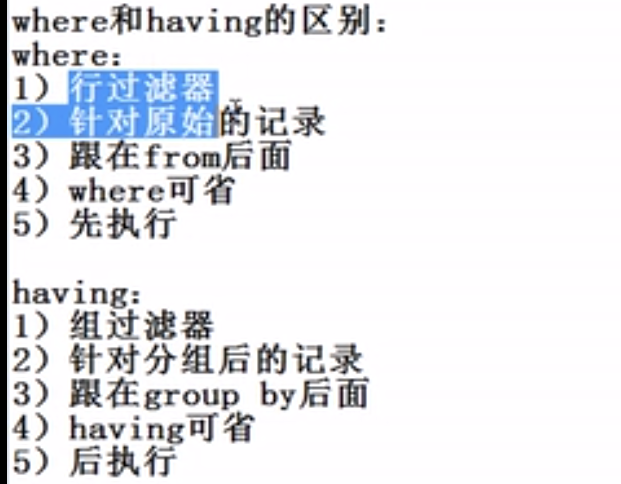 where和having的区别：
where：
1）行过滤器
2）针对原始的记录
3）跟在from后面
4）where可省
5）先执行
having：
1）组过滤器
2）针对分组后的记录
3）跟在group by后面
4）having可省
5）后执行